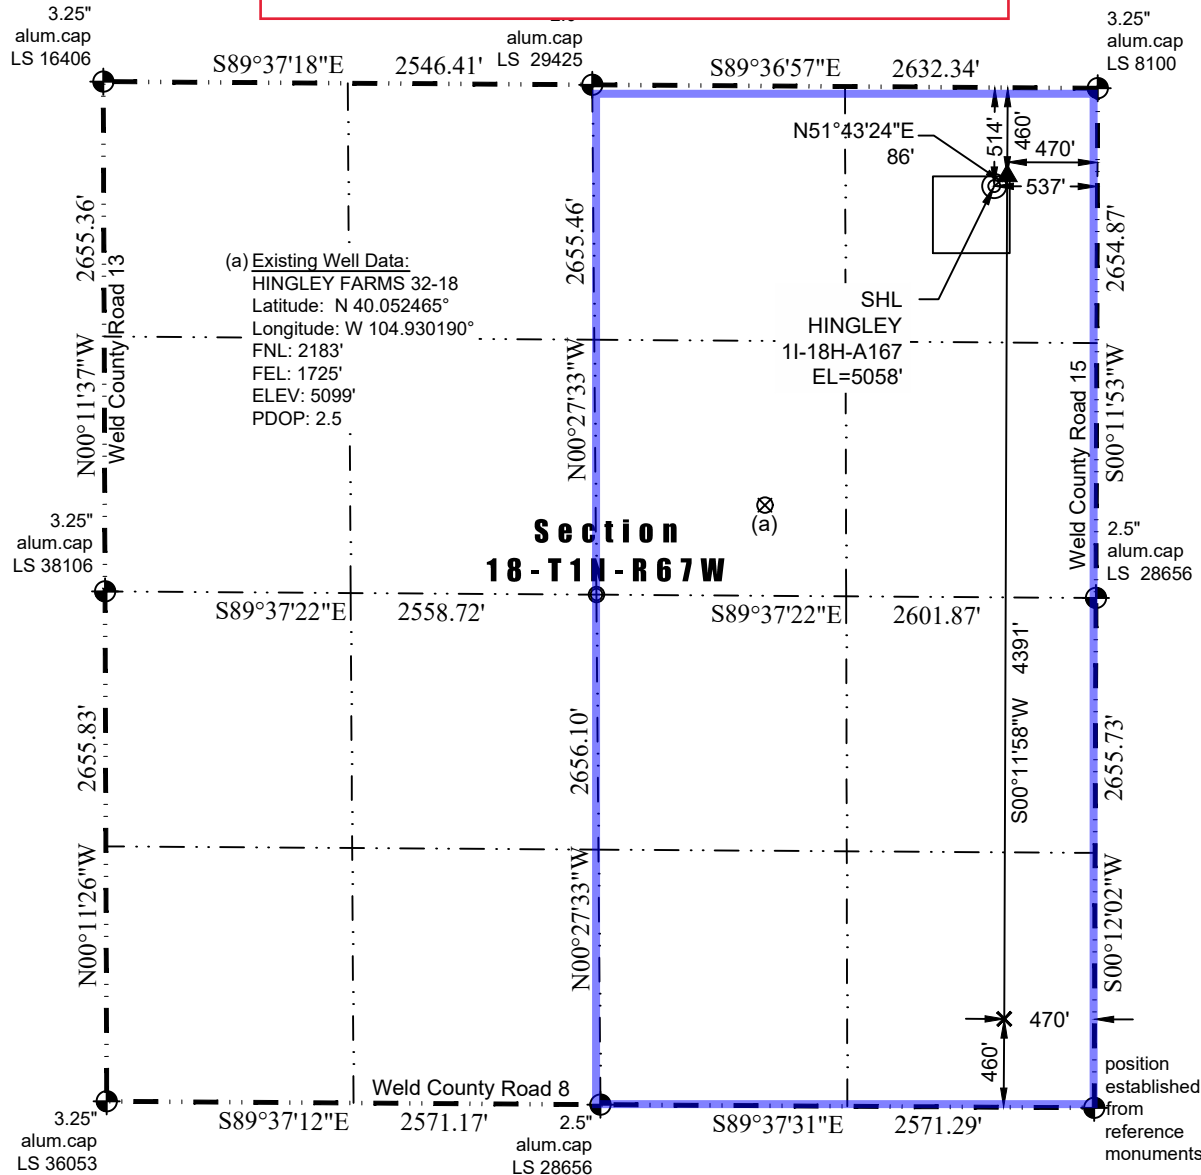 3.25"
alum.cap
LS 16406
alum.cap
LS 29425
3.25"
alum.cap
LS 8100
S89°37'18"E 2546.41'
S89°36'57"E 2632.34'
N51°43'24"E
86'
514'
460'
470'
537'
2655.36'
Weld County Road 13
N00°11'37"W
(a) Existing Well Data:
HINGLEY FARMS 32-18
Latitude: N 40.052465°
Longitude: W 104.930190°
FNL: 2183'
FEL: 1725'
ELEV: 5099'
PDOP: 2.5
2655.46'
N00°27'33"W
SHL
HINGLEY
1I-18H-A167
EL=5058'
2654.87'
S00°11'53"W
Weld County Road 15
(a)
Section
18-T1N-R67W
3.25"
alum.cap
LS 38106
2.5"
alum.cap
LS 28656
S89°37'22"E 2558.72'
S89°37'22"E 2601.87'
S00°11'58"W 4391'
2655.83'
N00°11'26"W
2656.10'
N00°27'33"W
2655.73'
S00°12'02"W
470'
460'
Weld County Road 8
S89°37'12"E 2571.17'
S89°37'31"E 2571.29'
3.25"
alum.cap
LS 36053
2.5"
alum.cap
LS 28656
position
established
from
reference
monuments